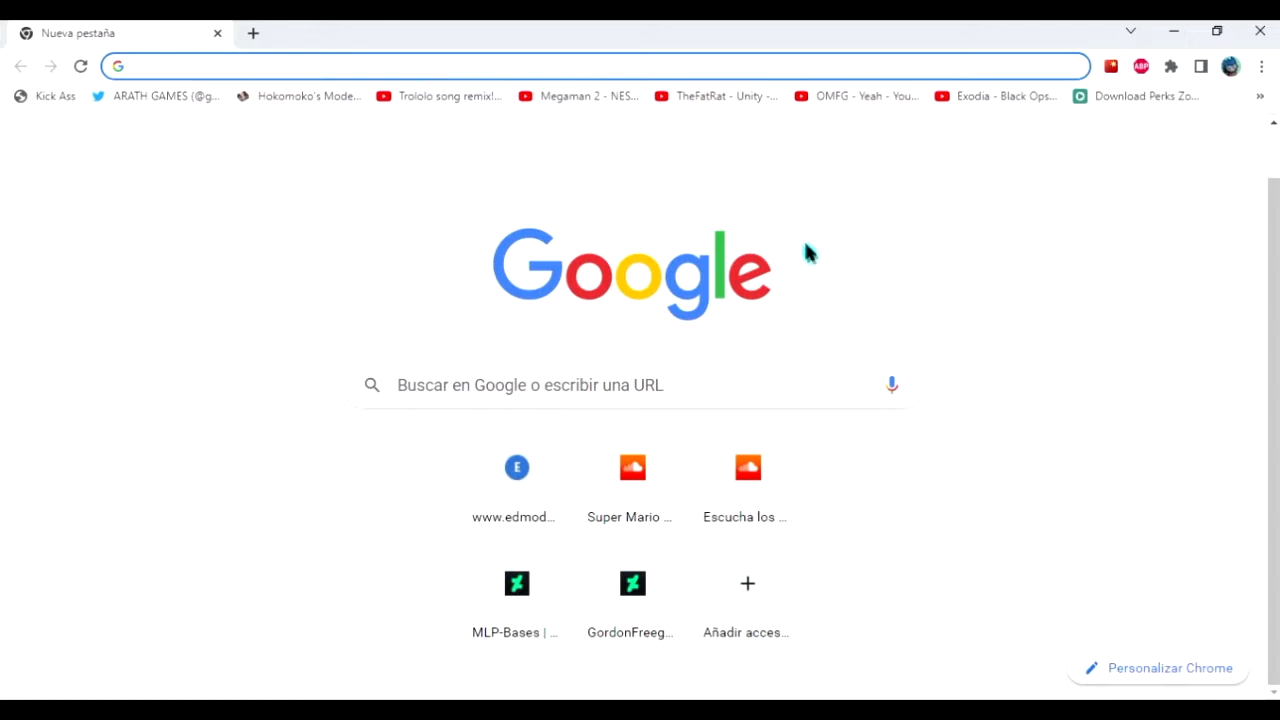 Nueva pestaña
Kick Ass ARATH GAMES (@g... Hokomoko's Mode... Trololo song remix!... Megaman 2 - NES... TheFatRat - Unity -... OMFG - Yeah - You... Exodia - Black Ops... Download Perks Zo...
ABP
Google
Buscar en Google o escribir una URL
E
www.edmod... Super Mario ... Escucha los ...
MLP-Bases | ... GordonFreeg... Añadir acces...
Personalizar Chrome